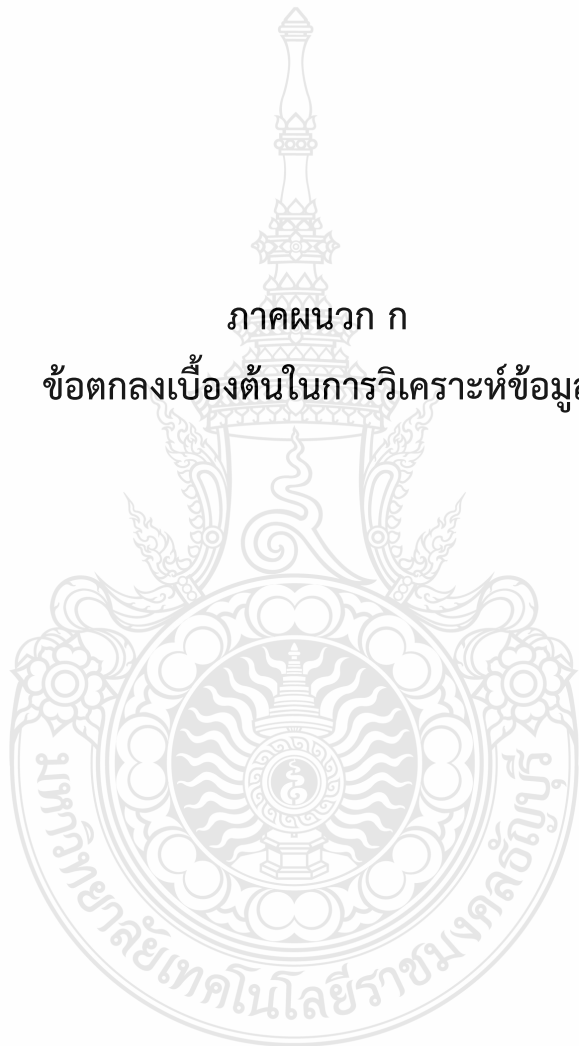 ภาคผนวก ก
ข้อตกลงเบื้องต้นในการวิเคราะห์ข้อมูล
มหาวิทยาลัยเทคโนโลยีราชมงคลธัญบุรี